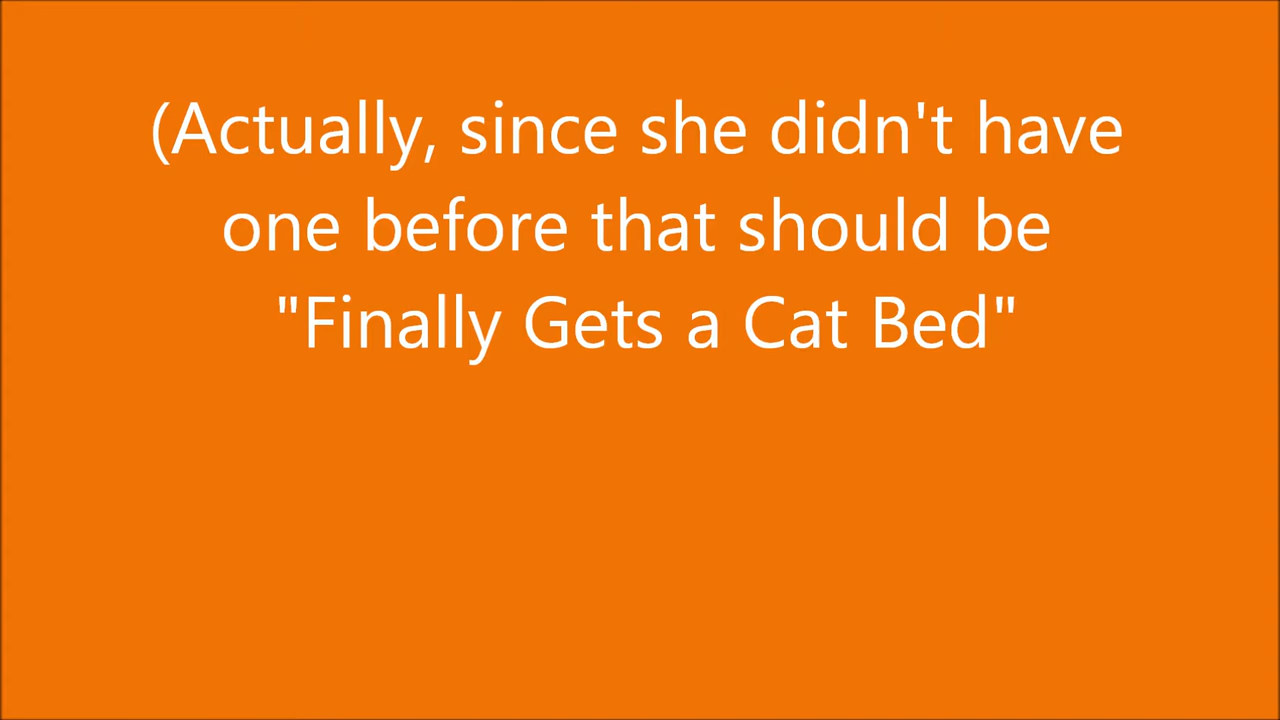 (Actually, since she didn't have
one before that should be
"Finally Gets a Cat Bed"